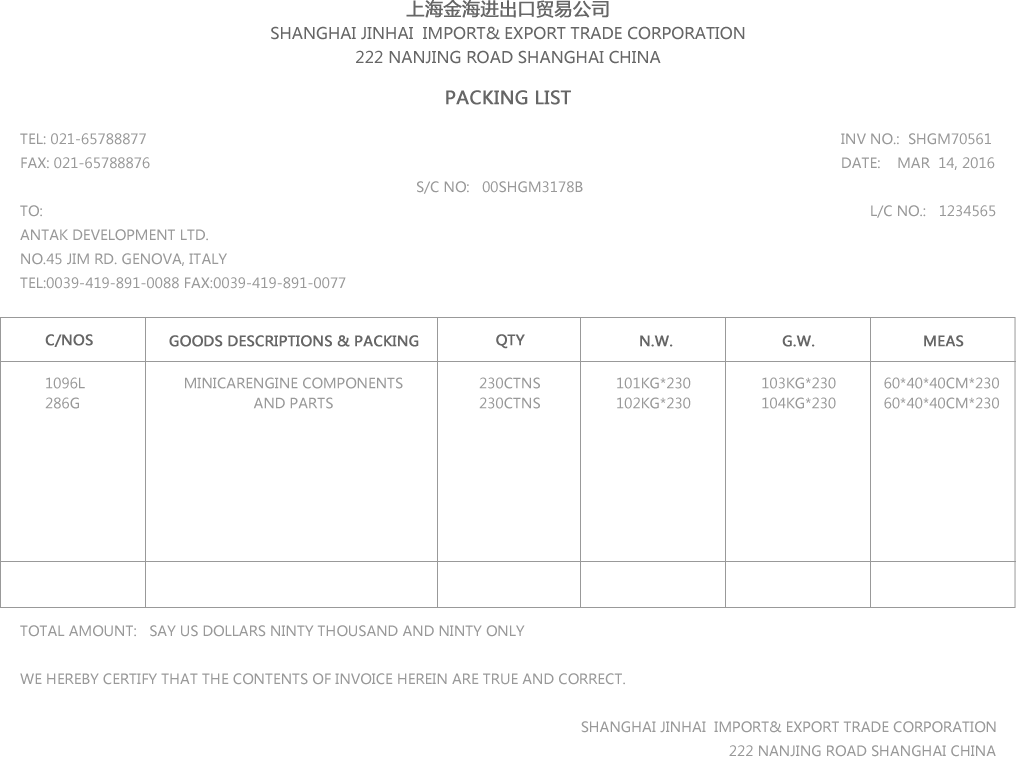 上海金海进出口贸易公司
SHANGHAI JINHAI IMPORT& EXPORT TRADE CORPORATION
222 NANJING ROAD SHANGHAI CHINA
PACKING LIST
TEL: 021-65788877 INV NO.: SHGM70561
FAX: 021-65788876 DATE: MAR 14, 2016
S/C NO: 00SHGM3178B
TO: L/C NO.: 1234565
ANTAK DEVELOPMENT LTD.
NO.45 JIM RD. GENOVA, ITALY
TEL:0039-419-891-0088 FAX:0039-419-891-0077
C/NOS GOODS DESCRIPTIONS & PACKING QTY N.W. G.W. MEAS
1096L MINICARENGINE COMPONENTS 230CTNS 101KG*230 103KG*230 60*40*40CM*230
286G AND PARTS 230CTNS 102KG*230 104KG*230 60*40*40CM*230
TOTAL AMOUNT: SAY US DOLLARS NINTY THOUSAND AND NINTY ONLY
WE HEREBY CERTIFY THAT THE CONTENTS OF INVOICE HEREIN ARE TRUE AND CORRECT.
SHANGHAI JINHAI IMPORT& EXPORT TRADE CORPORATION
222 NANJING ROAD SHANGHAI CHINA